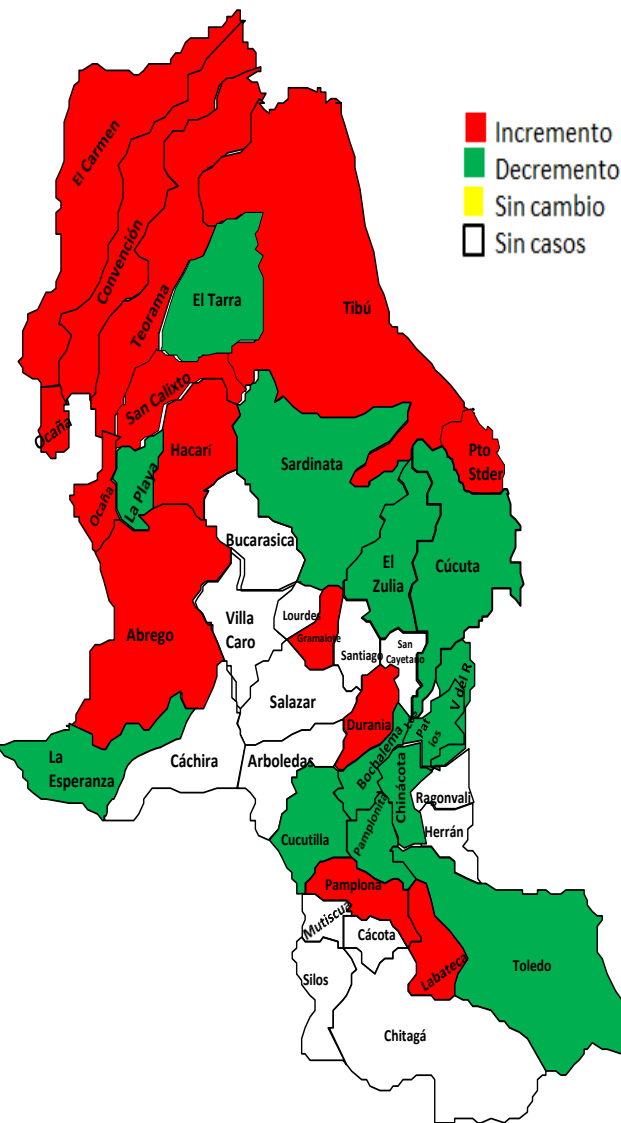 Incremento
Decremento
Sin cambio
Sin casos
El Carmen
Convención
Teorama
El Tarra
Tibú
San Calixto
Ocaña
Hacarí
Ocaña
La Playa
Sardinata
Pto
Stder
Bucarasica
El
Zulia
Cúcuta
Villa
Caro
Lourdes
Gramalote
Santiago
San
Cayetano
Abrego
Salazar
Durania
Los
Pat
ios
V del R
La
Esperanza
Cáchira
Arboledas
Bochalema
Chinácota
Ragonvali
Herrán
Cucutilla
Pamplonita
Pamplona
Mutiscua
Cácota
Labateca
Toledo
Silos
Chitagá